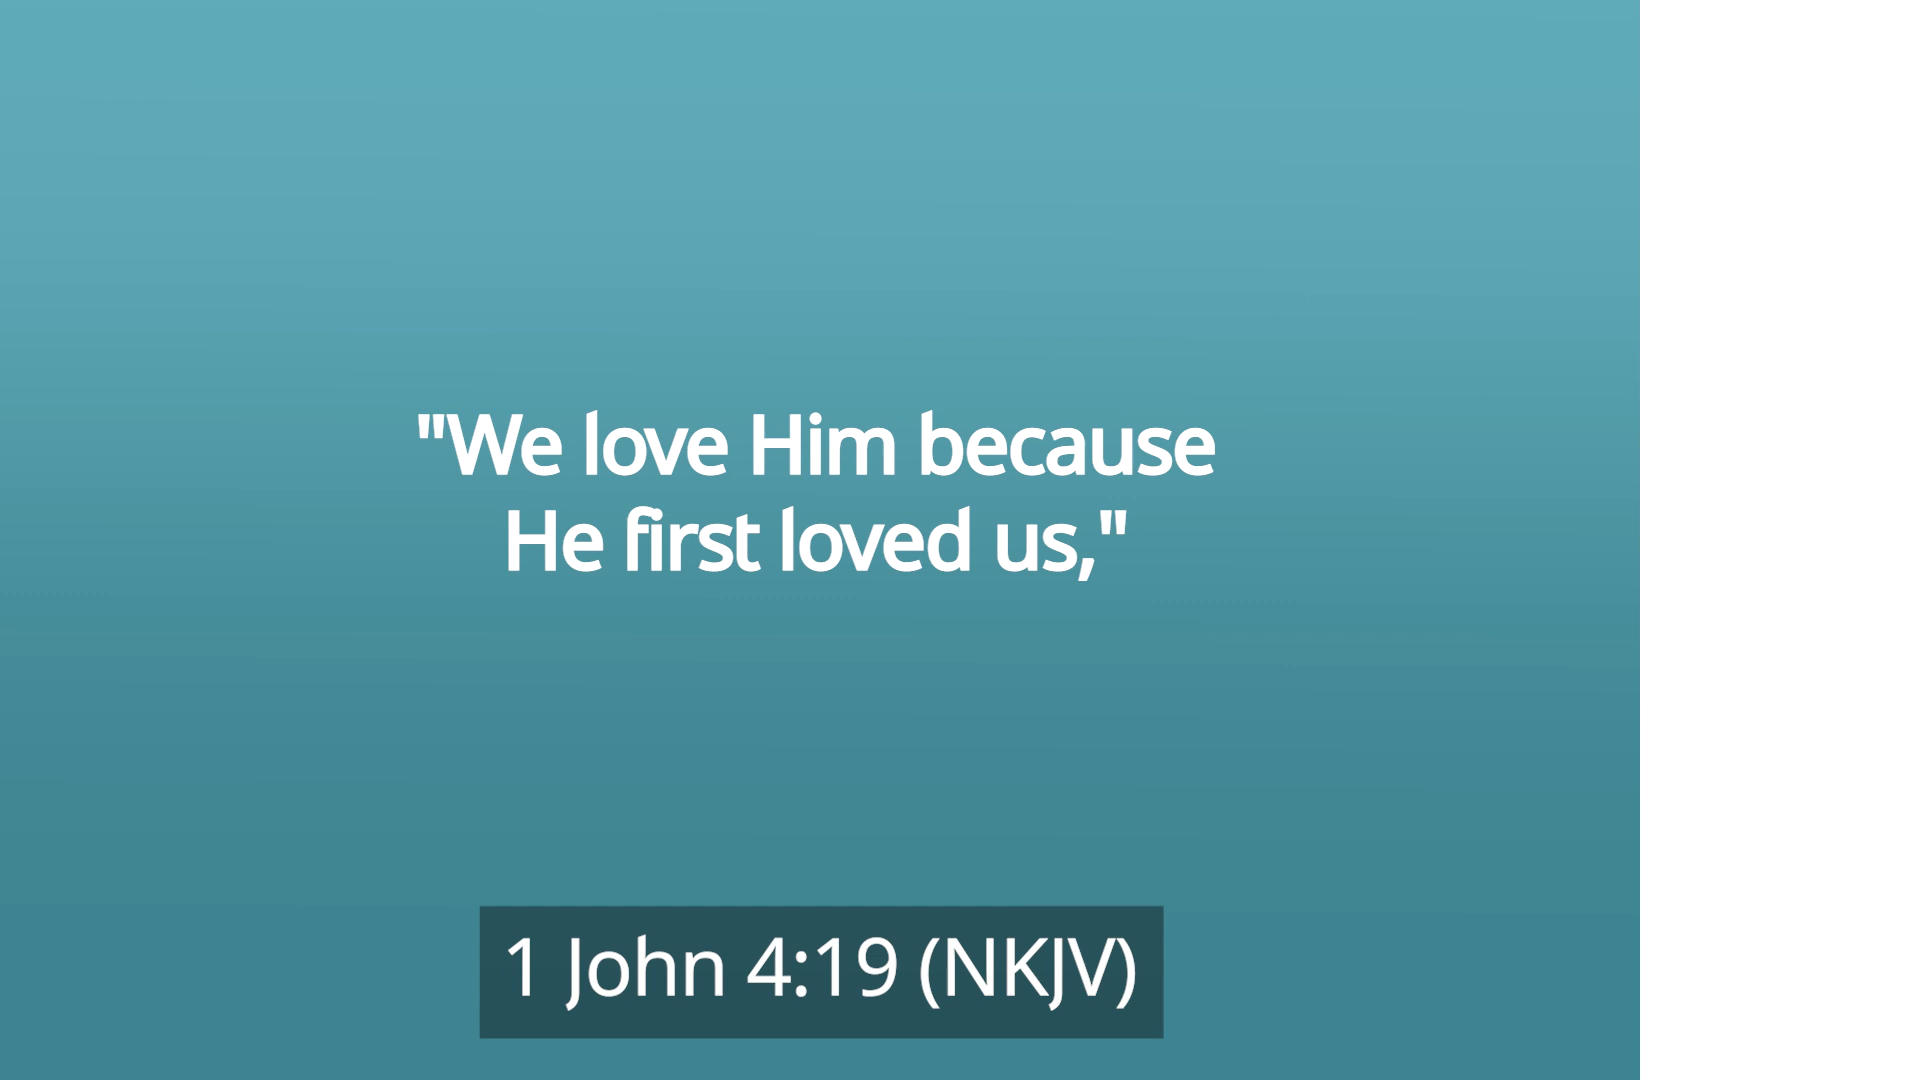 "We love Him because
He first loved us,"
1 John 4:19 (NKJV)